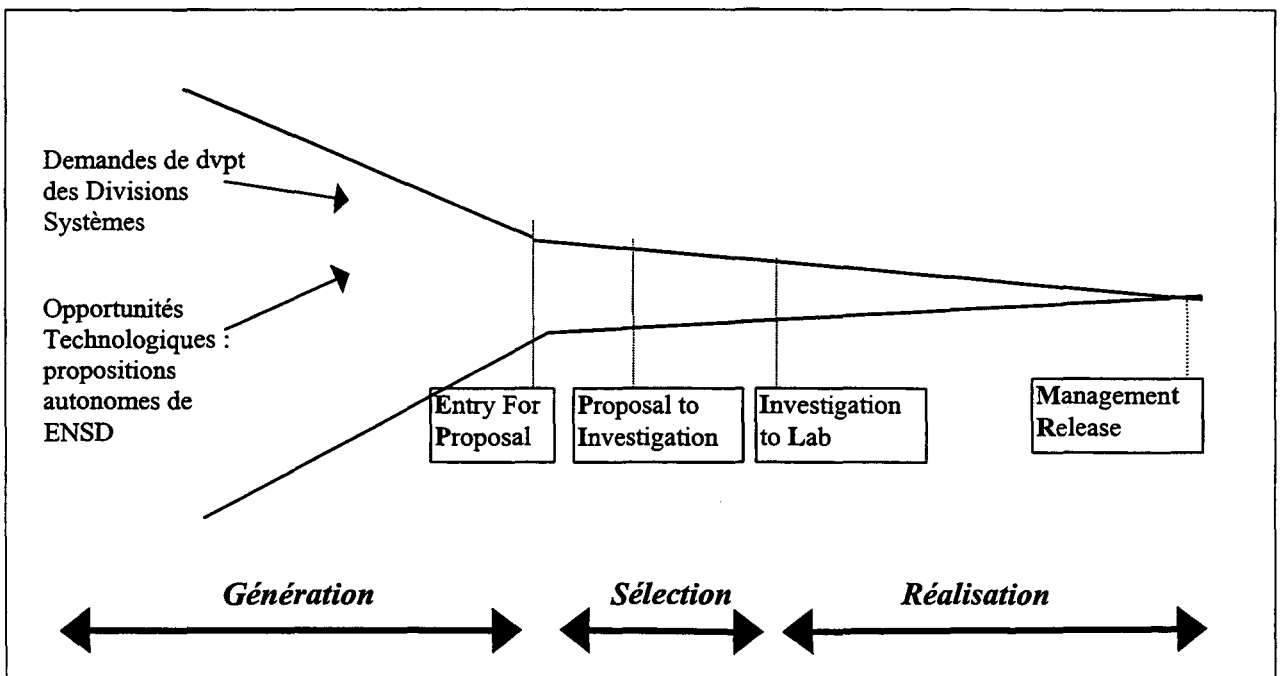 Demandes de dvpt
des Divisions
Systèmes
Opportunités
Technologiques :
propositions
autonomes de
ENSD
Entry For
Proposal
Proposal to
Investigation
Investigation
to Lab
Management
Release
Génération
Sélection
Réalisation